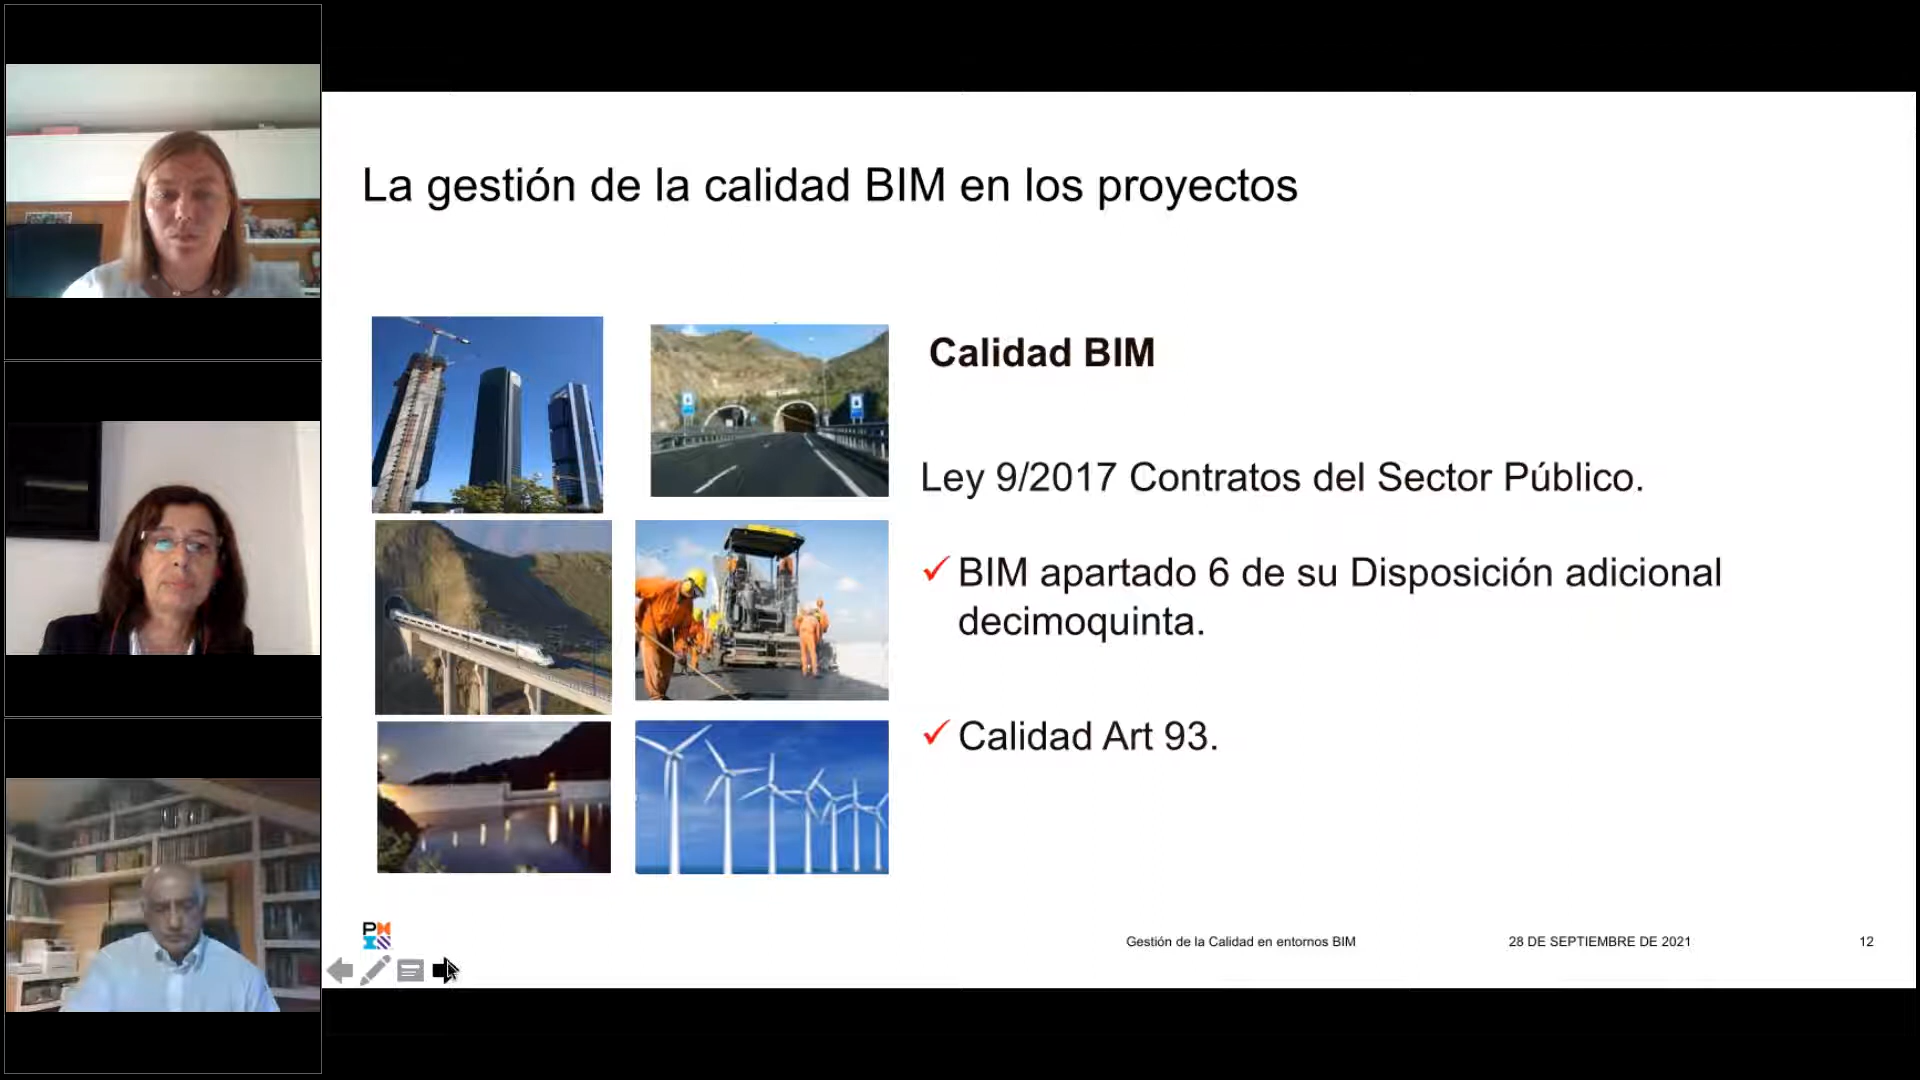 La gestión de la calidad BIM en los proyectos
Calidad BIM
Ley 9/2017 Contratos del Sector Público.
BIM apartado 6 de su Disposición adicional
decimoquinta.
Calidad Art 93.
Gestión de la Calidad en entornos BIM
28 DE SEPTIEMBRE DE 2021
12